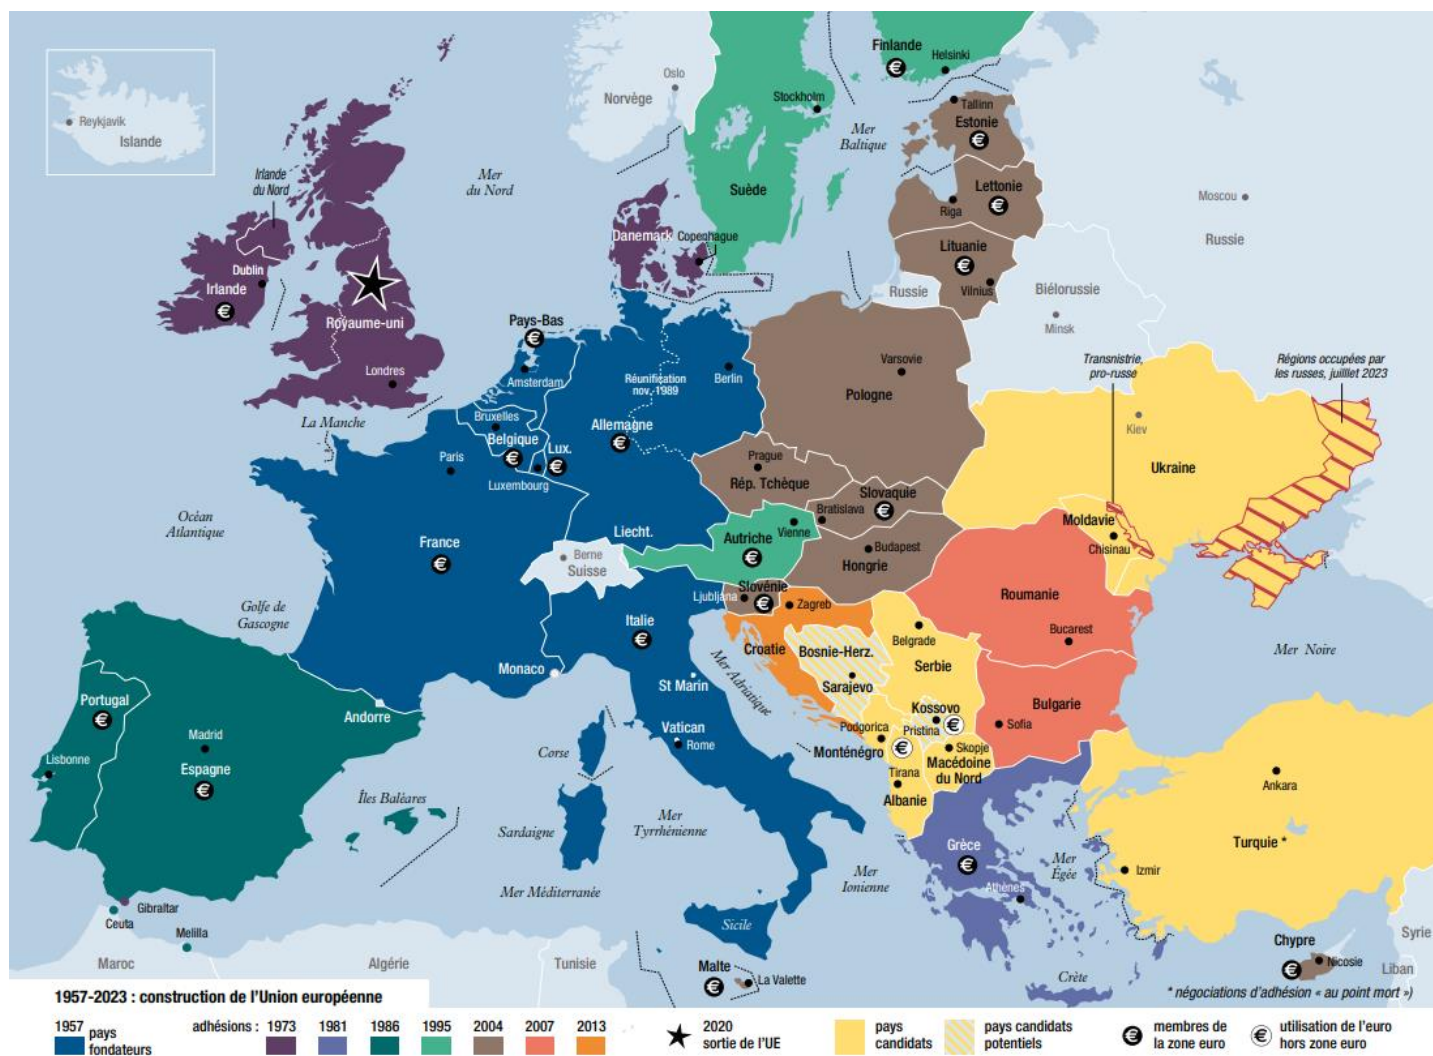 Reykjavik
Islande
Norvège
Oslo
Stockholm
Suède
Finlande
Helsinki
Tallinn
Estonie
Lettonie
Riga
Lituanie
Vilnius
Mer
Baltique
Mer
du Nord
Irlande
du Nord
Dublin
Irlande
Royaume-uni
Londres
Danemark
Copenhague
Russie
Moscou
Russie
Biélorussie
Minsk
Pays-Bas
Amsterdam
Réunification
nov. 1989
Berlin
Allemagne
Varsovie
Pologne
Transnistrie,
pro-russe
Régions occupées par
les russes, juilllet 2023
Kiev
Ukraine
La Manche
Bruxelles
Belgique
Lux.
Luxembourg
Paris
France
Prague
Rép. Tchèque
Slovaquie
Bratislava
Moldavie
Chisinau
Océan
Atlantique
Liecht.
Autriche
Vienne
Budapest
Hongrie
Berne
Suisse
Slovénie
Ljubljana
Zagreb
Croatie
Italie
Golfe de
Gascogne
Roumanie
Bucarest
Belgrade
Serbie
Bosnie-Herz.
Sarajevo
Mer Noire
Mer Adriatique
Monaco
St Marin
Vatican
Rome
Andorre
Portugal
Lisbonne
Madrid
Espagne
Îles Baléares
Corse
Sardaigne
Mer
Tyrrhénienne
Kossovo
Pristina
Podgorica
Monténégro
Skopje
Macédoine
du Nord
Tirana
Albanie
Bulgarie
Sofia
Ankara
Turquie *
Izmir
Grèce
Athènes
Mer
Égée
Mer
Ionienne
Mer Méditerranée
Sicile
Gibraltar
Ceuta
Melilla
Maroc
Algérie
Tunisie
Malte
La Valette
Crète
Chypre
Nicosie
Syrie
Liban
* négociations d’adhésion « au point mort »)
1957-2023 : construction de l’Union européenne
1957 pays
fondateurs
adhésions : 1973 1981 1986 1995 2004 2007 2013
2020
sortie de l’UE
pays
candidats
pays candidats
potentiels
€ membres de
la zone euro
€ utilisation de l’euro
hors zone euro